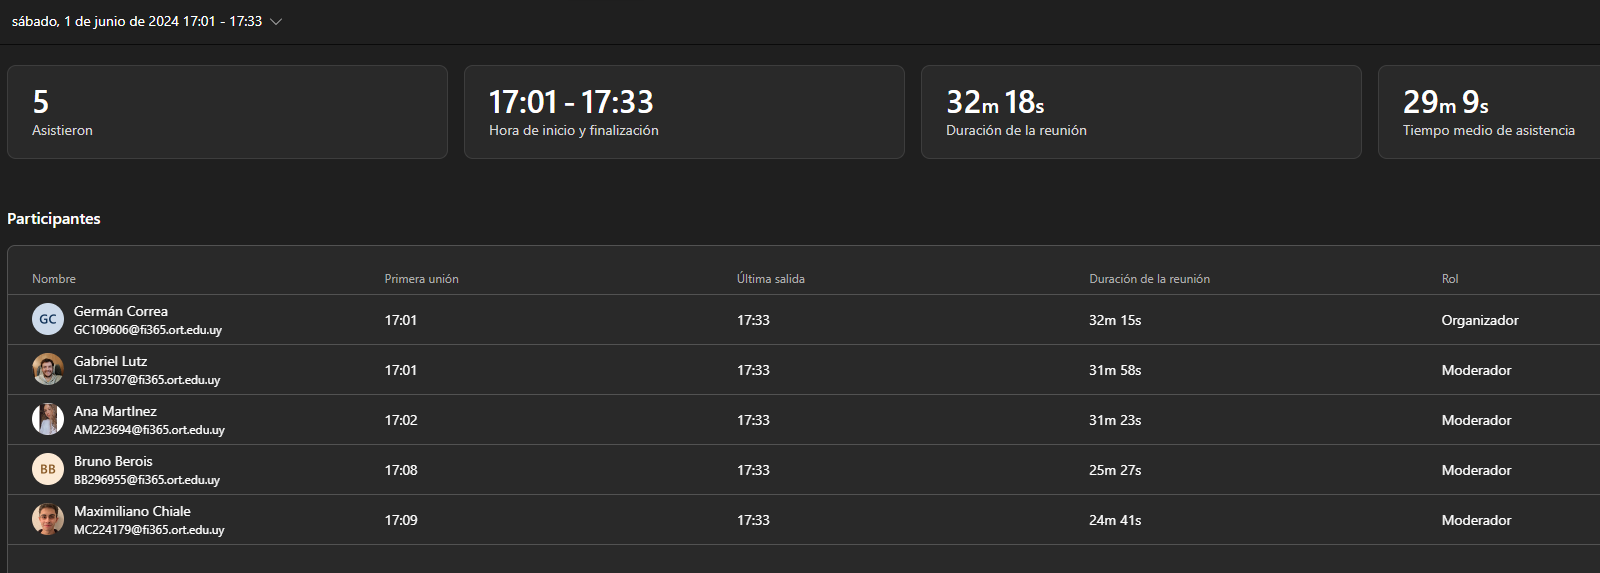 sábado, 1 de junio de 2024 17:01 - 17:33
5
Asistieron
17:01 - 17:33
Hora de inicio y finalización
32m 18s
Duración de la reunión
29m 9s
Tiempo medio de asistencia
Participantes
Nombre Primera unión Última salida Duración de la reunión Rol
GC Germán Correa
GC109606@fi365.ort.edu.uy 17:01 17:33 32m 15s Organizador
Gabriel Lutz
GL173507@fi365.ort.edu.uy 17:01 17:33 31m 58s Moderador
Ana MartInez
AM223694@fi365.ort.edu.uy 17:02 17:33 31m 23s Moderador
BB Bruno Berois
BB296955@fi365.ort.edu.uy 17:08 17:33 25m 27s Moderador
Maximiliano Chiale
MC224179@fi365.ort.edu.uy 17:09 17:33 24m 41s Moderador